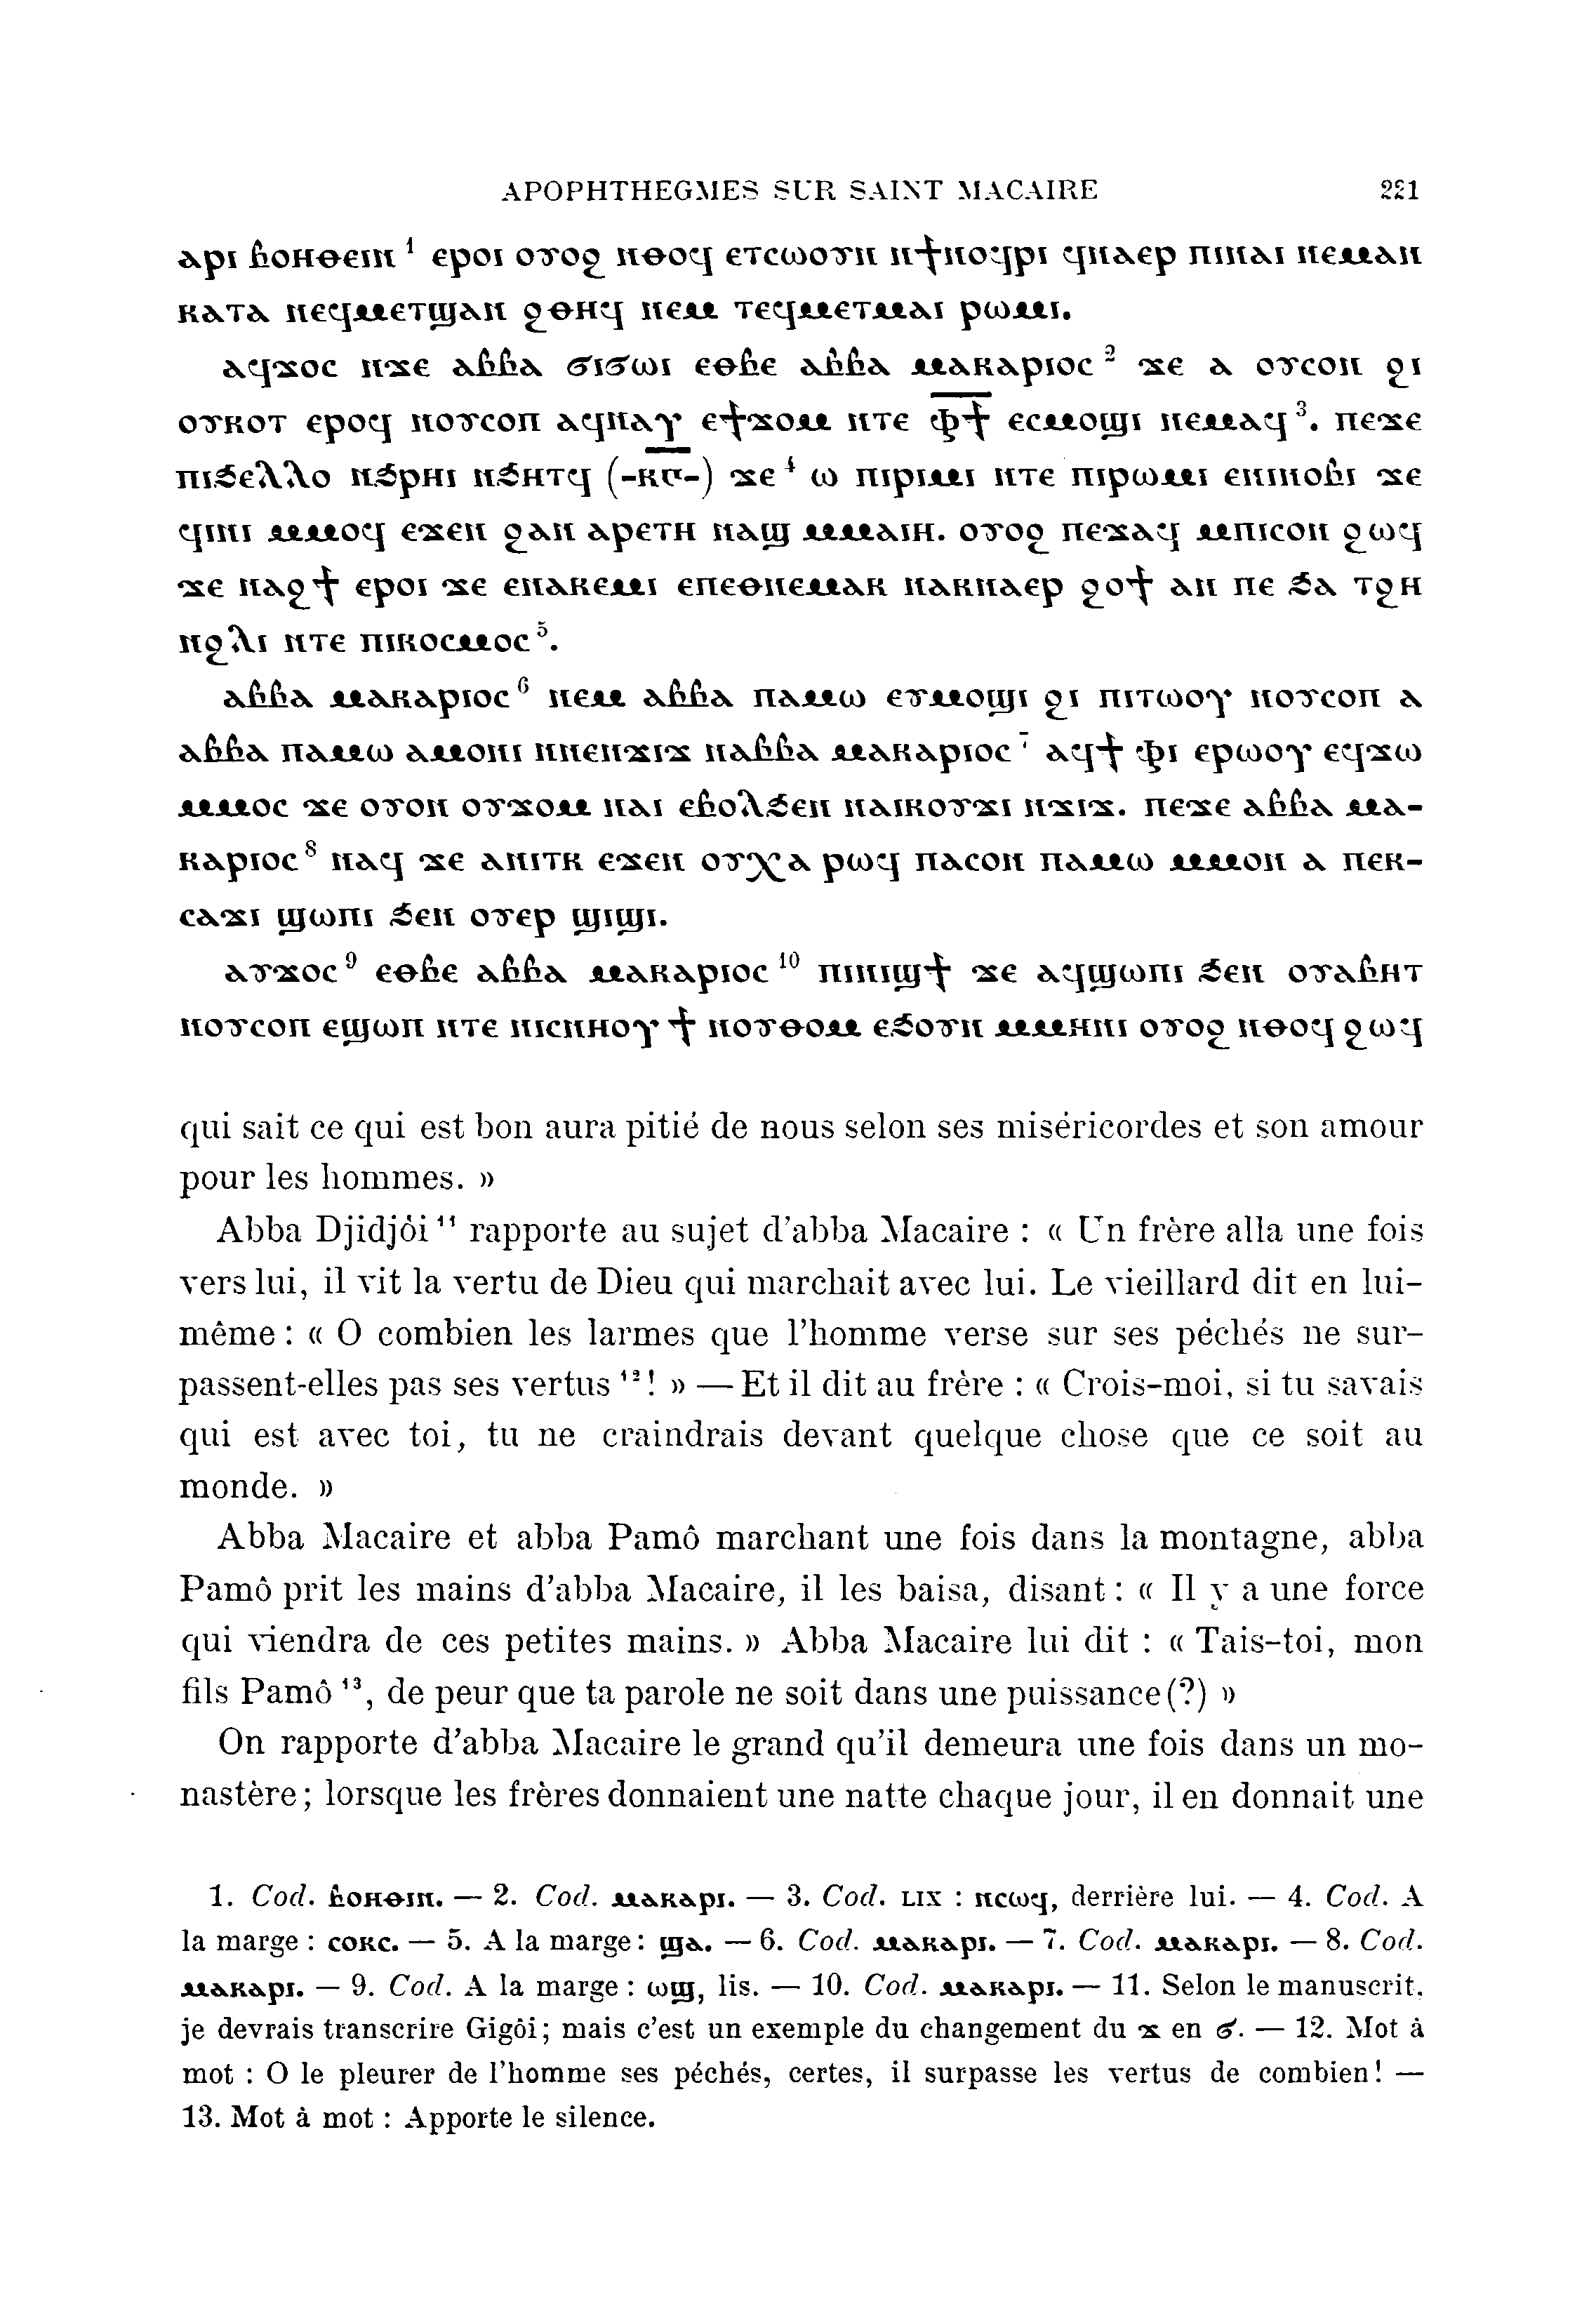 APOPHTHEGMES SUR SAINT MACAIRE 221
ⲁⲣⲓ ⲃⲟⲏⲑⲉⲓⲛ ¹ ⲉⲣⲟⲓ ⲟⲩⲟϩ ⲛⲑⲟϥ ⲉⲧⲥⲱⲟⲩⲛ ⲛϯⲛⲟϥⲣⲓ ϥⲛⲁⲉⲣ ⲡⲓⲛⲁⲓ ⲛⲉⲙⲁⲛ
ⲕⲁⲧⲁ ⲛⲉϥⲙⲉⲧϣⲁⲛ ϩⲑⲏϥ ⲛⲉⲙ ⲧⲉϥⲙⲉⲧⲙⲁⲓ ⲣⲱⲙⲓ.
ⲁϥϫⲟⲥ ⲛϫⲉ ⲁⲃⲃⲁ ϭⲓϭⲱⲓ ⲉⲑⲃⲉ ⲁⲃⲃⲁ ⲙⲁⲕⲁⲣⲓⲟⲥ ² ϫⲉ ⲁ ⲟⲩⲥⲟⲛ ϩⲓ
ⲟⲩⲕⲟⲧ ⲉⲣⲟϥ ⲛⲟⲩⲥⲟⲡ ⲁϥⲛⲁⲩ ⲉϯϫⲟⲙ ⲛⲧⲉ ⲫ̅ϯ̅ ⲉⲥⲙⲟϣⲓ ⲛⲉⲙⲁϥ ³. ⲡⲉϫⲉ
ⲡⲓϧⲉⲗⲗⲟ ⲛϧⲣⲏⲓ ⲛϧⲏⲧϥ (-ⲕ̅ⲥ̅-) ϫⲉ ⁴ ⲱ ⲡⲓⲣⲓⲙⲓ ⲛⲧⲉ ⲡⲓⲣⲱⲙⲓ ⲉⲛⲓⲛⲟⲃⲓ ϫⲉ
ϥⲓⲛⲓ ⲙⲙⲟϥ ⲉϫⲉⲛ ϩⲁⲛ ⲁⲣⲉⲧⲏ ⲛⲁϣ ⲙⲙⲁⲓⲏ. ⲟⲩⲟϩ ⲡⲉϫⲁϥ ⲙⲡⲓⲥⲟⲛ ϩⲱϥ
ϫⲉ ⲛⲁϩϯ ⲉⲣⲟⲓ ϫⲉ ⲉⲛⲁⲕⲉⲙⲓ ⲉⲡⲉⲑⲛⲉⲙⲁⲕ ⲛⲁⲕⲛⲁⲉⲣ ϩⲟϯ ⲁⲛ ⲡⲉ ϧⲁ ⲧϩⲏ
ⲛϩⲗⲓ ⲛⲧⲉ ⲡⲓⲕⲟⲥⲙⲟⲥ ⁵.
ⲁⲃⲃⲁ ⲙⲁⲕⲁⲣⲓⲟⲥ ⁶ ⲛⲉⲙ ⲁⲃⲃⲁ ⲡⲁⲙⲱ ⲉⲩⲙⲟϣⲓ ϩⲓ ⲡⲓⲧⲱⲟⲩ ⲛⲟⲩⲥⲟⲡ ⲁ
ⲁⲃⲃⲁ ⲡⲁⲙⲱ ⲁⲙⲟⲛⲓ ⲛⲛⲉⲛϫⲓϫ ⲛⲁⲃⲃⲁ ⲙⲁⲕⲁⲣⲓⲟⲥ ⁷ ⲁϥϯ ⲫⲓ ⲉⲣⲱⲟⲩ ⲉϥϫⲱ
ⲙⲙⲟⲥ ϫⲉ ⲟⲩⲟⲛ ⲟⲩϫⲟⲙ ⲛⲁⲓ ⲉⲃⲟⲗϧⲉⲛ ⲛⲁⲓⲕⲟⲩϫⲓ ⲛϫⲓϫ. ⲡⲉϫⲉ ⲁⲃⲃⲁ ⲙⲁ-
ⲕⲁⲣⲓⲟⲥ ⁸ ⲛⲁϥ ϫⲉ ⲁⲛⲓⲧⲕ ⲉϫⲉⲛ ⲟⲩⲭⲁ ⲣⲱϥ ⲡⲁⲥⲟⲛ ⲡⲁⲙⲱ ⲙⲙⲟⲛ ⲁ ⲡⲉⲕ-
ⲥⲁϫⲓ ϣⲱⲡⲓ ϧⲉⲛ ⲟⲩⲉⲣ ϣⲓϣⲓ.
ⲁⲩϫⲟⲥ ⁹ ⲉⲑⲃⲉ ⲁⲃⲃⲁ ⲙⲁⲕⲁⲣⲓⲟⲥ ¹⁰ ⲡⲓⲛⲓϣϯ ϫⲉ ⲁϥϣⲱⲡⲓ ϧⲉⲛ ⲟⲩⲁⲃⲏⲧ
ⲛⲟⲩⲥⲟⲡ ⲉϣⲱⲡ ⲛⲧⲉ ⲛⲓⲥⲛⲏⲟⲩ ϯ ⲛⲟⲩⲑⲟⲙ ⲉϧⲟⲩⲛ ⲙⲙⲏⲛⲓ ⲟⲩⲟϩ ⲛⲑⲟϥ ϩⲱϥ
qui sait ce qui est bon aura pitié de nous selon ses miséricordes et son amour
pour les hommes. »
Abba Djidjôi ¹¹ rapporte au sujet d'abba Macaire : « Un frère alla une fois
vers lui, il vit la vertu de Dieu qui marchait avec lui. Le vieillard dit en lui-
même : « O combien les larmes que l'homme verse sur ses péchés ne sur-
passent-elles pas ses vertus ¹² ! » — Et il dit au frère : « Crois-moi, si tu savais
qui est avec toi, tu ne craindrais devant quelque chose que ce soit au
monde. »
Abba Macaire et abba Pamô marchant une fois dans la montagne, abba
Pamô prit les mains d'abba Macaire, il les baisa, disant : « Il y a une force
qui viendra de ces petites mains. » Abba Macaire lui dit : « Tais-toi, mon
fils Pamô ¹³, de peur que ta parole ne soit dans une puissance (?) »
On rapporte d'abba Macaire le grand qu'il demeura une fois dans un mo-
nastère ; lorsque les frères donnaient une natte chaque jour, il en donnait une
1. Cod. ⲃⲟⲏⲑⲓⲛ. — 2. Cod. ⲙⲁⲕⲁⲣⲓ. — 3. Cod. LIX : ⲛⲥⲱϥ, derrière lui. — 4. Cod. A
la marge : ⲥⲟⲕⲥ. — 5. A la marge : ϣⲁ. — 6. Cod. ⲙⲁⲕⲁⲣⲓ. — 7. Cod. ⲙⲁⲕⲁⲣⲓ. — 8. Cod.
ⲙⲁⲕⲁⲣⲓ. — 9. Cod. A la marge : ⲱϣ, lis. — 10. Cod. ⲙⲁⲕⲁⲣⲓ. — 11. Selon le manuscrit,
je devrais transcrire Gigôi ; mais c'est un exemple du changement du ϫ en ϭ. — 12. Mot à
mot : O le pleurer de l'homme ses péchés, certes, il surpasse les vertus de combien ! —
13. Mot à mot : Apporte le silence.